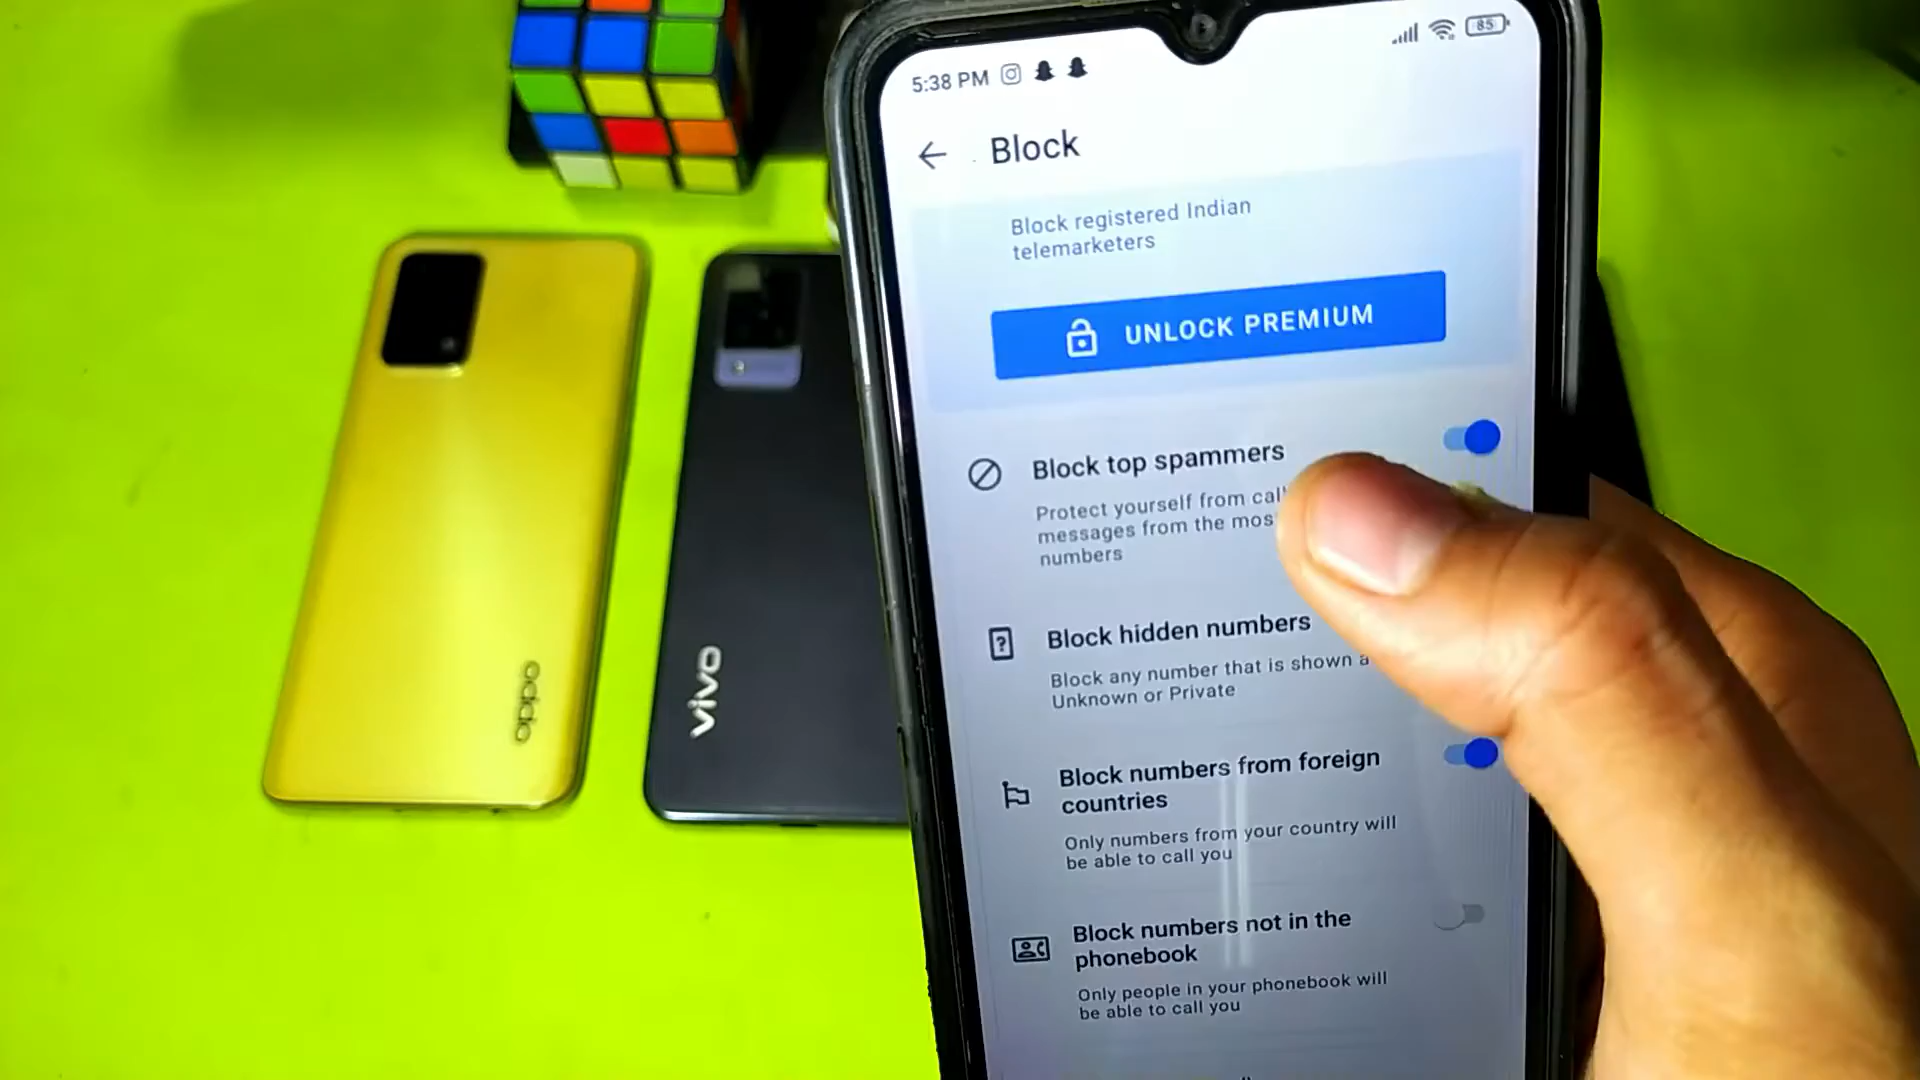 5:38 PM
85
Block
Block registered Indian
telemarketers
UNLOCK PREMIUM
Block top spammers
Protect yourself from
messages from the
numbers
Block hidden numbers
Block any number that is shown
Unknown or Private
Block numbers from foreign
countries
Only numbers from your country will
be able to call you
Block numbers not in the
phonebook
Only people in your phonebook will
be able to call you
oppo
vivo